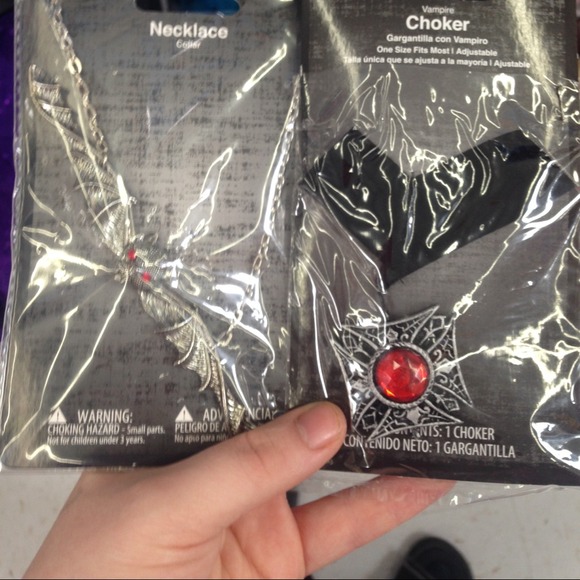 Necklace
Collar
WARNING:
CHOKING HAZARD – Small parts.
Not for children under 3 years.
PELIGRO DE
No apto para
Vampire
Choker
Gargantilla con Vampiro
One Size Fits Most | Adjustable
Talla única que se ajusta a la mayoría | Ajustable
NTS: 1 CHOKER
CONTENIDO NETO: 1 GARGANTILLA